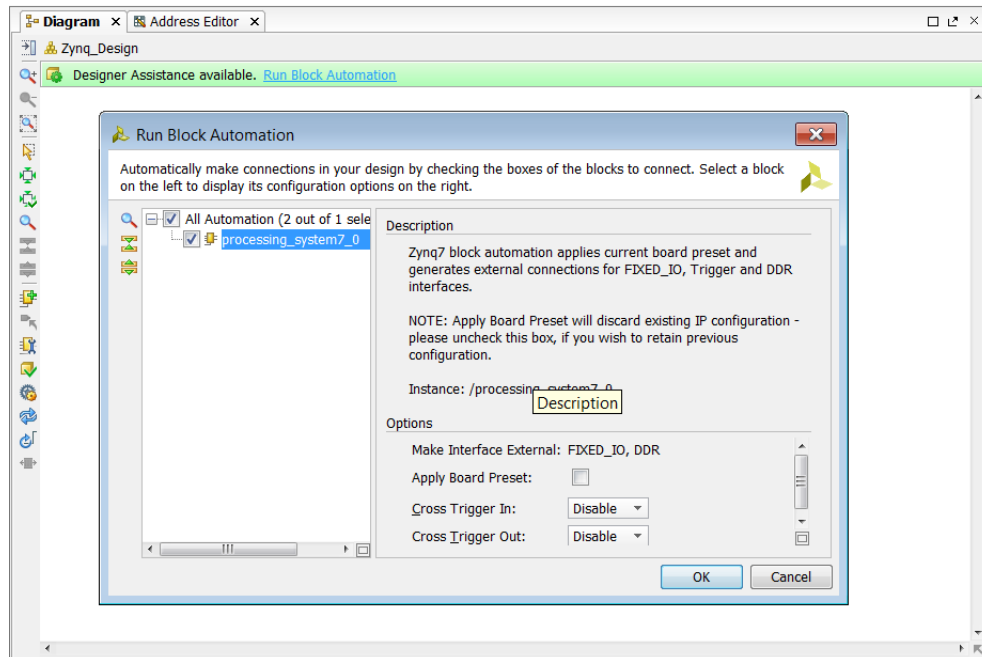 Diagram
Address Editor
Zynq_Design
Designer Assistance available. Run Block Automation
Run Block Automation
Automatically make connections in your design by checking the boxes of the blocks to connect. Select a block
on the left to display its configuration options on the right.
All Automation (2 out of 1 sele
processing_system7_0
Description
Zynq7 block automation applies current board preset and
generates external connections for FIXED_IO, Trigger and DDR
interfaces.
NOTE: Apply Board Preset will discard existing IP configuration -
please uncheck this box, if you wish to retain previous
configuration.
Instance: /processing_system7_0
Description
Options
Make Interface External: FIXED_IO, DDR
Apply Board Preset:
Cross Trigger In: Disable
Cross Trigger Out: Disable
OK Cancel